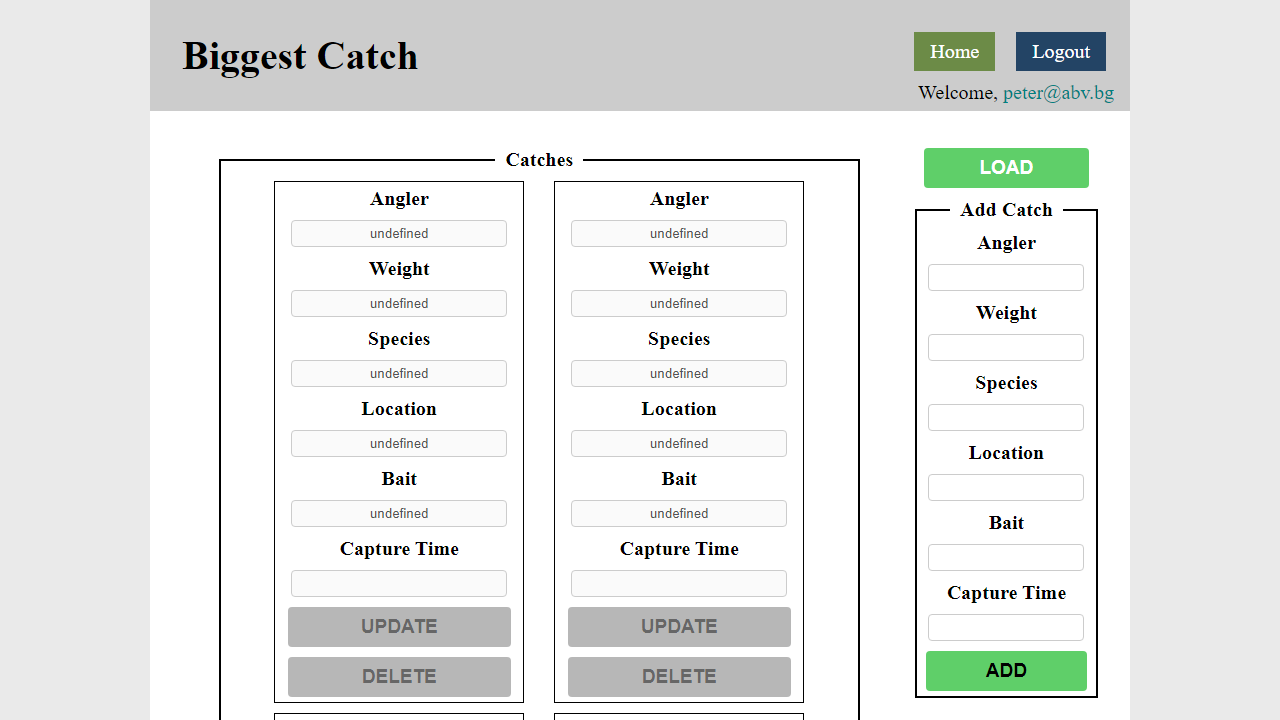 Biggest Catch
Home
Logout
Welcome, peter@abv.bg
Catches
Angler
undefined
Weight
undefined
Species
undefined
Location
undefined
Bait
undefined
Capture Time
UPDATE
DELETE
Angler
undefined
Weight
undefined
Species
undefined
Location
undefined
Bait
undefined
Capture Time
UPDATE
DELETE
LOAD
Add Catch
Angler
Weight
Species
Location
Bait
Capture Time
ADD